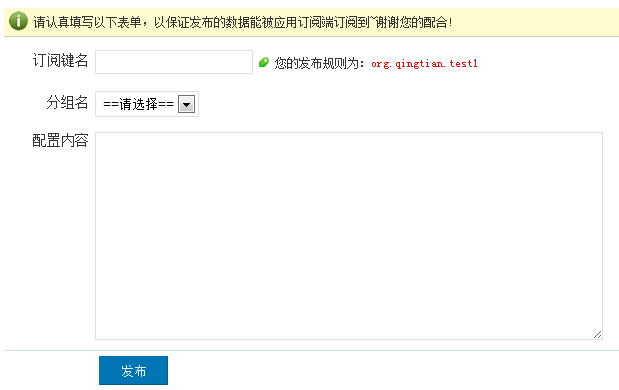 请认真填写以下表单，以保证发布的数据能被应用订阅端订阅到~谢谢您的配合!
订阅键名
您的发布规则为：org.qingtian.test1
分组名 ==请选择==
配置内容
发布